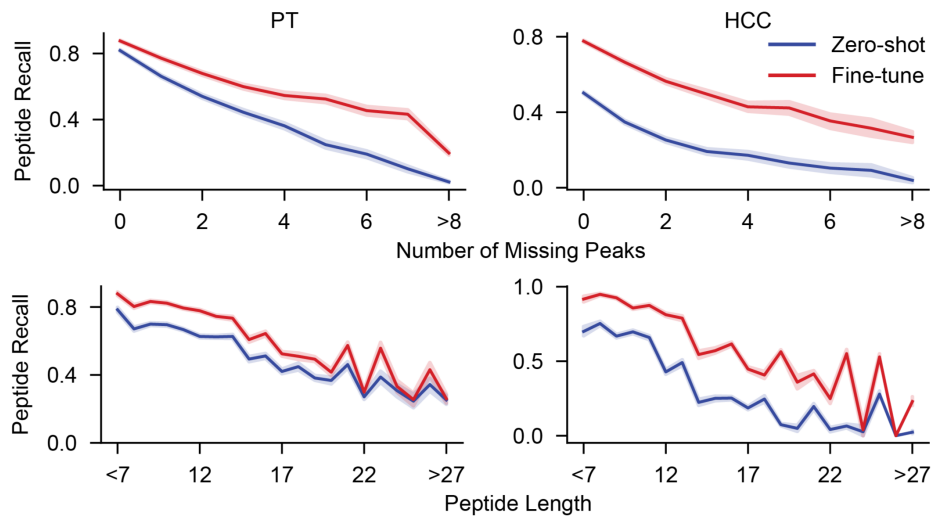 PT
HCC
Zero-shot
Fine-tune
Peptide Recall
0.8
0.4
0.0
0 2 4 6 >8
0.8
0.4
0.0
0 2 4 6 >8
Number of Missing Peaks
Peptide Recall
0.8
0.4
0.0
<7 12 17 22 >27
1.0
0.5
0.0
<7 12 17 22 >27
Peptide Length